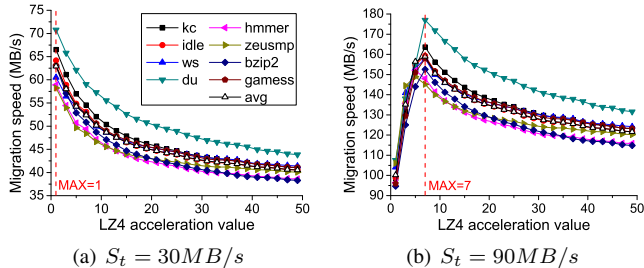 Migration speed (MB/s)
75
70
65
60
55
50
45
40
35
kc
idle
ws
du
hmmer
zeusmp
bzip2
gamess
avg
MAX=1
0 10 20 30 40 50
LZ4 acceleration value
(a) S_t = 30MB/s
Migration speed (MB/s)
180
170
160
150
140
130
120
110
100
90
MAX=7
0 10 20 30 40 50
LZ4 acceleration value
(b) S_t = 90MB/s